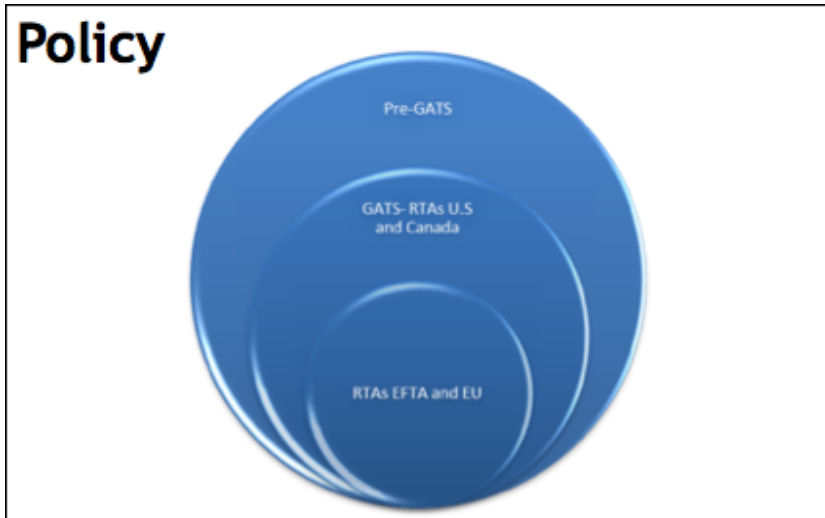 Policy
Pre-GATS
GATS- RTAs U.S
and Canada
RTAs EFTA and EU